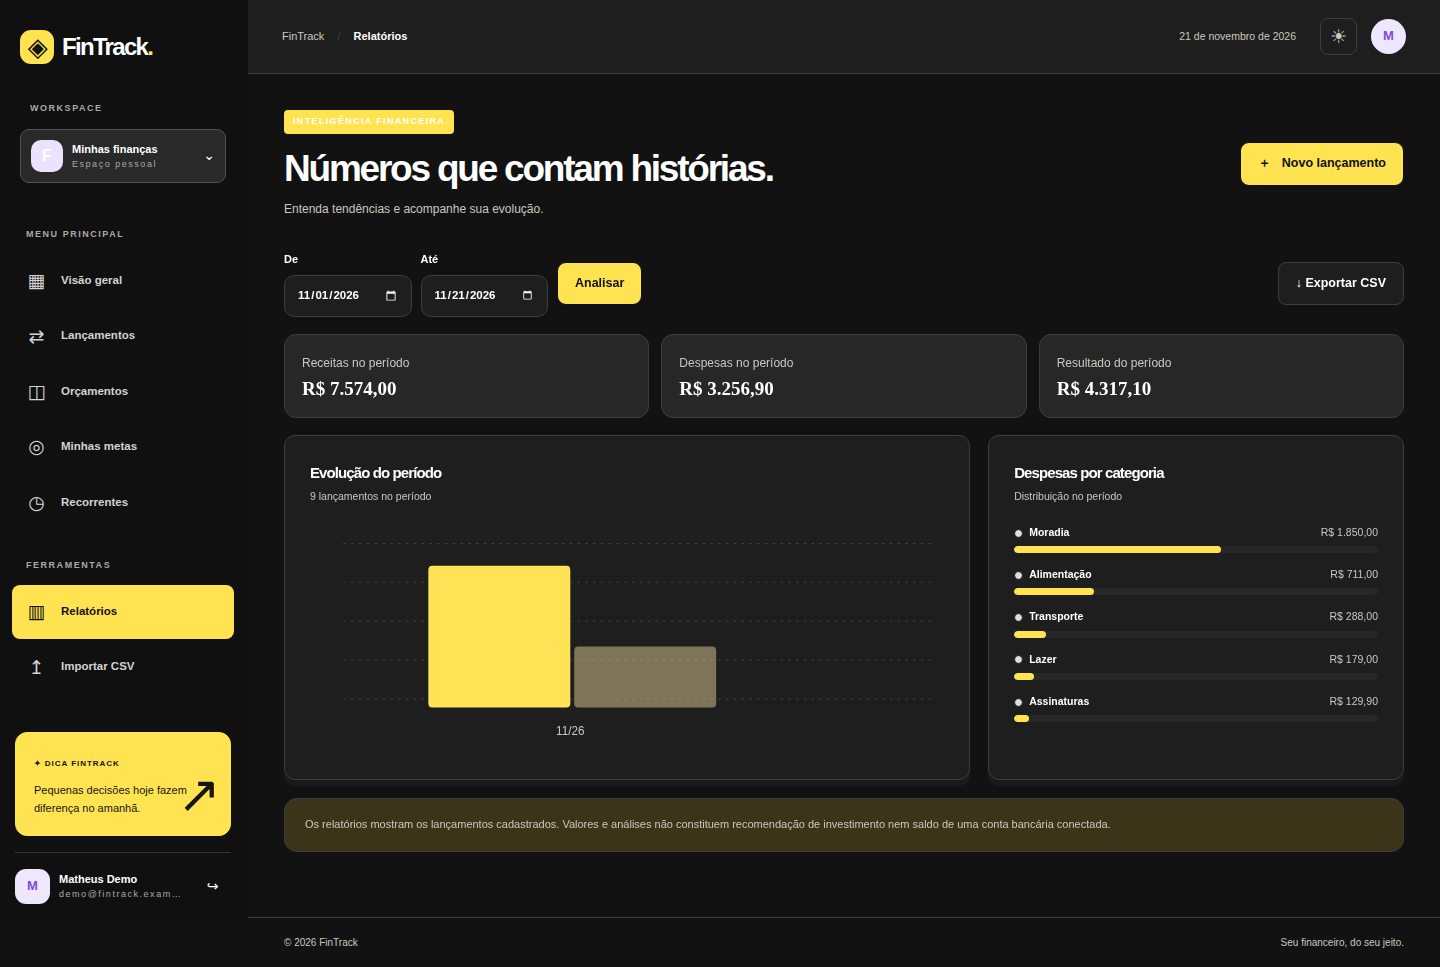 FinTrack.
WORKSPACE
F
Minhas finanças
Espaço pessoal
MENU PRINCIPAL
Visão geral
Lançamentos
Orçamentos
Minhas metas
Recorrentes
FERRAMENTAS
Relatórios
Importar CSV
✦ DICA FINTRACK
Pequenas decisões hoje fazem
diferença no amanhã.
M
Matheus Demo
demo@fintrack.exam…
FinTrack / Relatórios
21 de novembro de 2026
M
INTELIGÊNCIA FINANCEIRA
Números que contam histórias.
Entenda tendências e acompanhe sua evolução.
+ Novo lançamento
De
11/01/2026
Até
11/21/2026
Analisar
↓ Exportar CSV
Receitas no período
R$ 7.574,00
Despesas no período
R$ 3.256,90
Resultado do período
R$ 4.317,10
Evolução do período
9 lançamentos no período
11/26
Despesas por categoria
Distribuição no período
Moradia R$ 1.850,00
Alimentação R$ 711,00
Transporte R$ 288,00
Lazer R$ 179,00
Assinaturas R$ 129,90
Os relatórios mostram os lançamentos cadastrados. Valores e análises não constituem recomendação de investimento nem saldo de uma conta bancária conectada.
© 2026 FinTrack
Seu financeiro, do seu jeito.